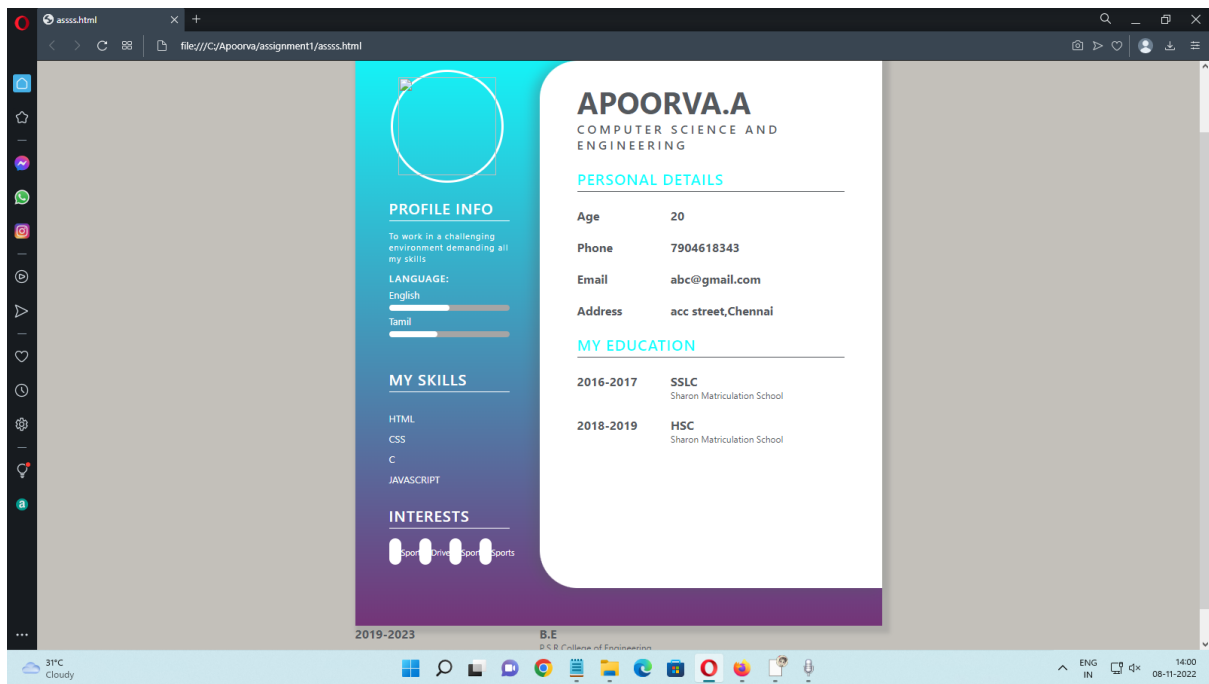 assss.html
file:///C:/Apoorva/assignment1/assss.html
APOORVA.A
COMPUTER SCIENCE AND
ENGINEERING
PERSONAL DETAILS
Age 20
Phone 7904618343
Email abc@gmail.com
Address acc street,Chennai
MY EDUCATION
2016-2017 SSLC
Sharon Matriculation School
2018-2019 HSC
Sharon Matriculation School
PROFILE INFO
To work in a challenging
environment demanding all
my skills
LANGUAGE:
English
Tamil
MY SKILLS
HTML
CSS
C
JAVASCRIPT
INTERESTS
Spor Drive Spor Sports
2019-2023 B.E
P.S.R College of Engineering
a
31°C
Cloudy
ENG
IN
14:00
08-11-2022